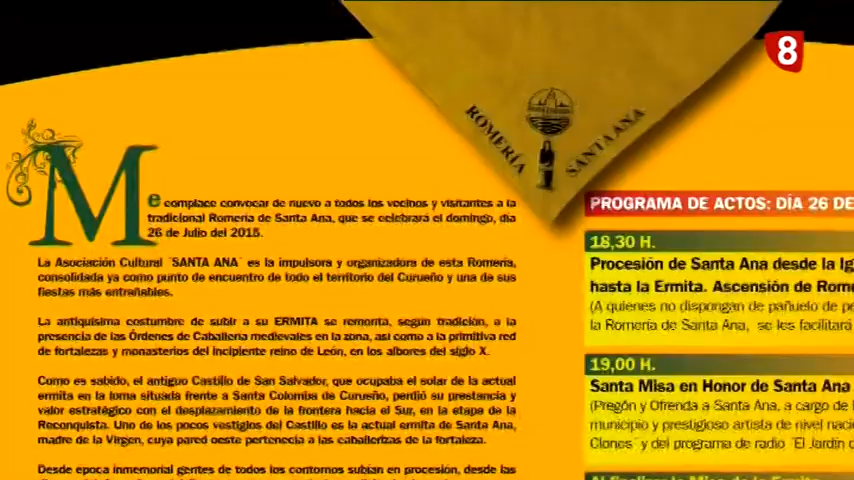 8
ROMERÍA SANTA ANA
Me complace convocar de nuevo a todos los vecinos y visitantes a la
tradicional Romería de Santa Ana, que se celebrará el domingo, día
26 de Julio del 2015.
La Asociación Cultural ¨SANTA ANA¨ es la impulsora y organizadora de esta Romería,
consolidada ya como punto de encuentro de todo el territorio del Curueño y una de sus
fiestas más entrañables.
La antiquísima costumbre de subir a su ERMITA se remonta, según tradición, a la
presencia de las Órdenes de Caballería medievales en la zona, así como a la primitiva red
de fortalezas y monasterios del incipiente reino de León, en los albores del siglo X.
Como es sabido, el antiguo Castillo de San Salvador, que ocupaba el solar de la actual
ermita en la loma situada frente a Santa Colomba de Curueño, perdió su prestancia y
valor estratégico con el desplazamiento de la frontera hacia el Sur, en la etapa de la
Reconquista. Uno de los pocos vestigios del Castillo es la actual ermita de Santa Ana,
madre de la Virgen, cuya pared oeste pertenecía a las caballerizas de la fortaleza.
Desde epoca inmemorial gentes de todos los contornos subían en procesión, desde las
PROGRAMA DE ACTOS: DÍA 26 DE
18,30 H.
Procesión de Santa Ana desde la Ig
hasta la Ermita. Ascensión de Rome
(A quienes no dispongan de pañuelo de pe
la Romería de Santa Ana, se les facilitará
19,00 H.
Santa Misa en Honor de Santa Ana
(Pregón y Ofrenda a Santa Ana, a cargo de
municipio y prestigioso artista de nivel naci
Clones¨ y del programa de radio ¨El Jardín d
Al finalizar la Misa de la Ermita